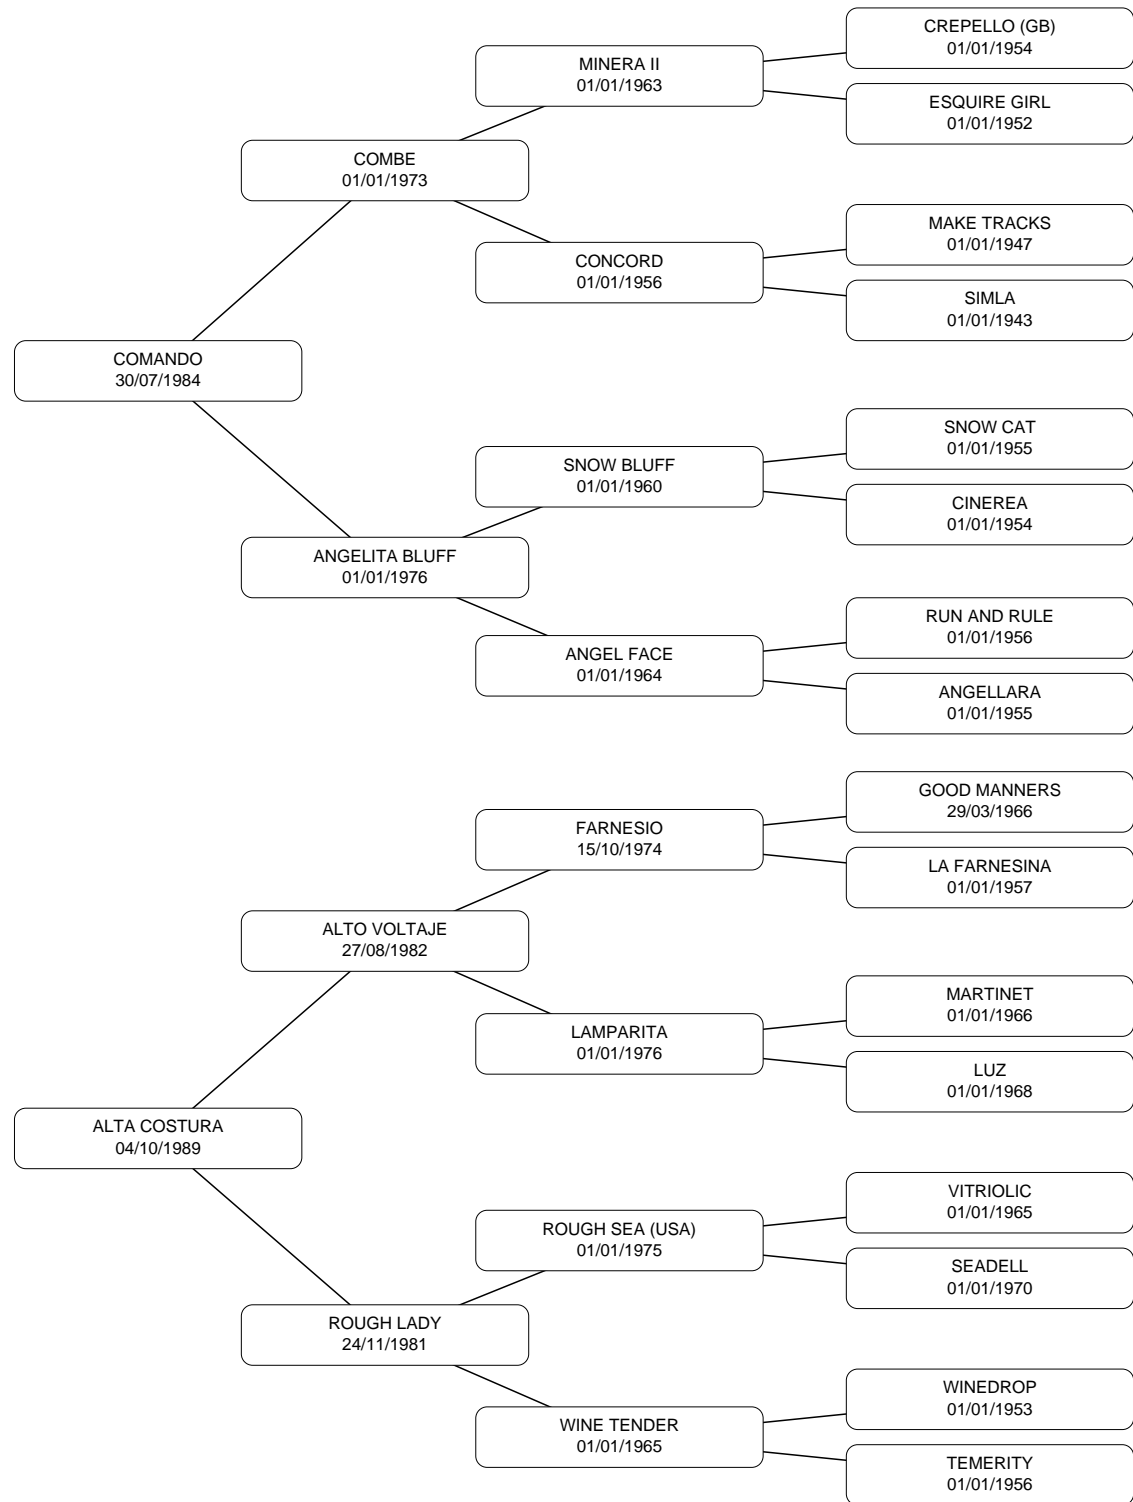 CREPELLO (GB)
01/01/1954
MINERA II
01/01/1963
ESQUIRE GIRL
01/01/1952
COMBE
01/01/1973
MAKE TRACKS
01/01/1947
CONCORD
01/01/1956
SIMLA
01/01/1943
COMANDO
30/07/1984
SNOW CAT
01/01/1955
SNOW BLUFF
01/01/1960
CINEREA
01/01/1954
ANGELITA BLUFF
01/01/1976
RUN AND RULE
01/01/1956
ANGEL FACE
01/01/1964
ANGELLARA
01/01/1955
GOOD MANNERS
29/03/1966
FARNESIO
15/10/1974
LA FARNESINA
01/01/1957
ALTO VOLTAJE
27/08/1982
MARTINET
01/01/1966
LAMPARITA
01/01/1976
LUZ
01/01/1968
ALTA COSTURA
04/10/1989
VITRIOLIC
01/01/1965
ROUGH SEA (USA)
01/01/1975
SEADELL
01/01/1970
ROUGH LADY
24/11/1981
WINEDROP
01/01/1953
WINE TENDER
01/01/1965
TEMERITY
01/01/1956